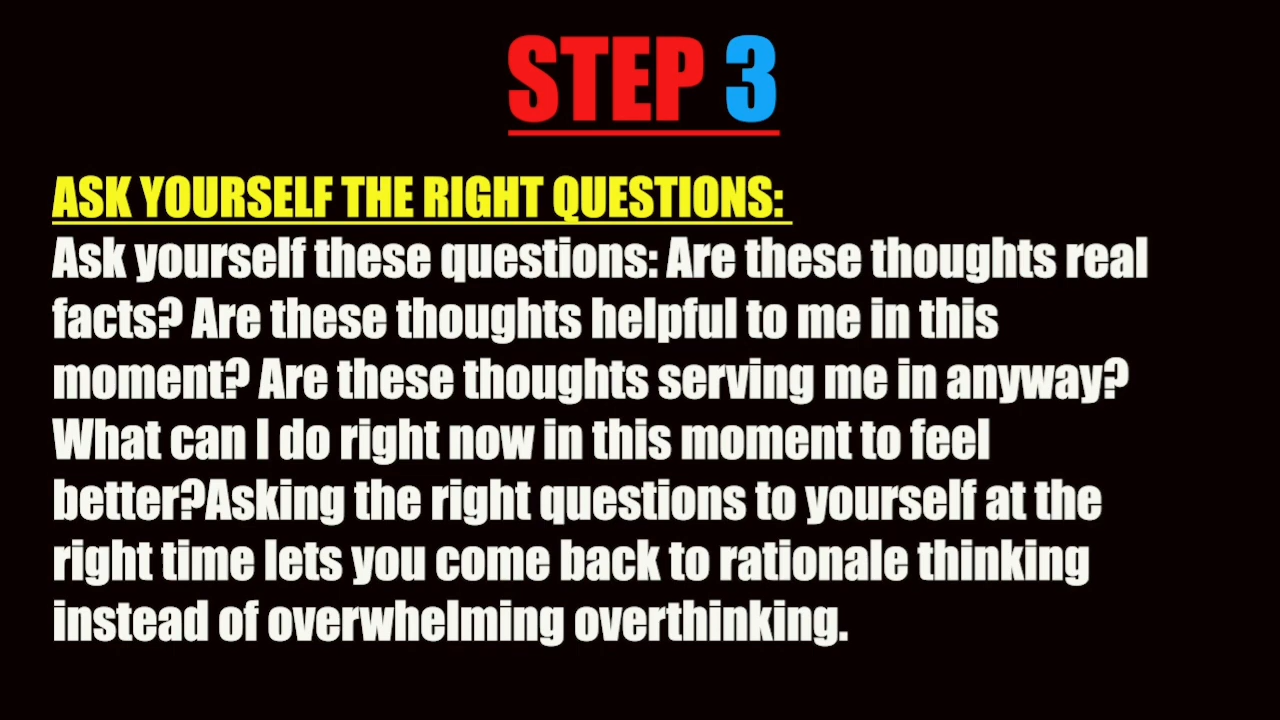 STEP 3
ASK YOURSELF THE RIGHT QUESTIONS:
Ask yourself these questions: Are these thoughts real
facts? Are these thoughts helpful to me in this
moment? Are these thoughts serving me in anyway?
What can I do right now in this moment to feel
better?Asking the right questions to yourself at the
right time lets you come back to rationale thinking
instead of overwhelming overthinking.